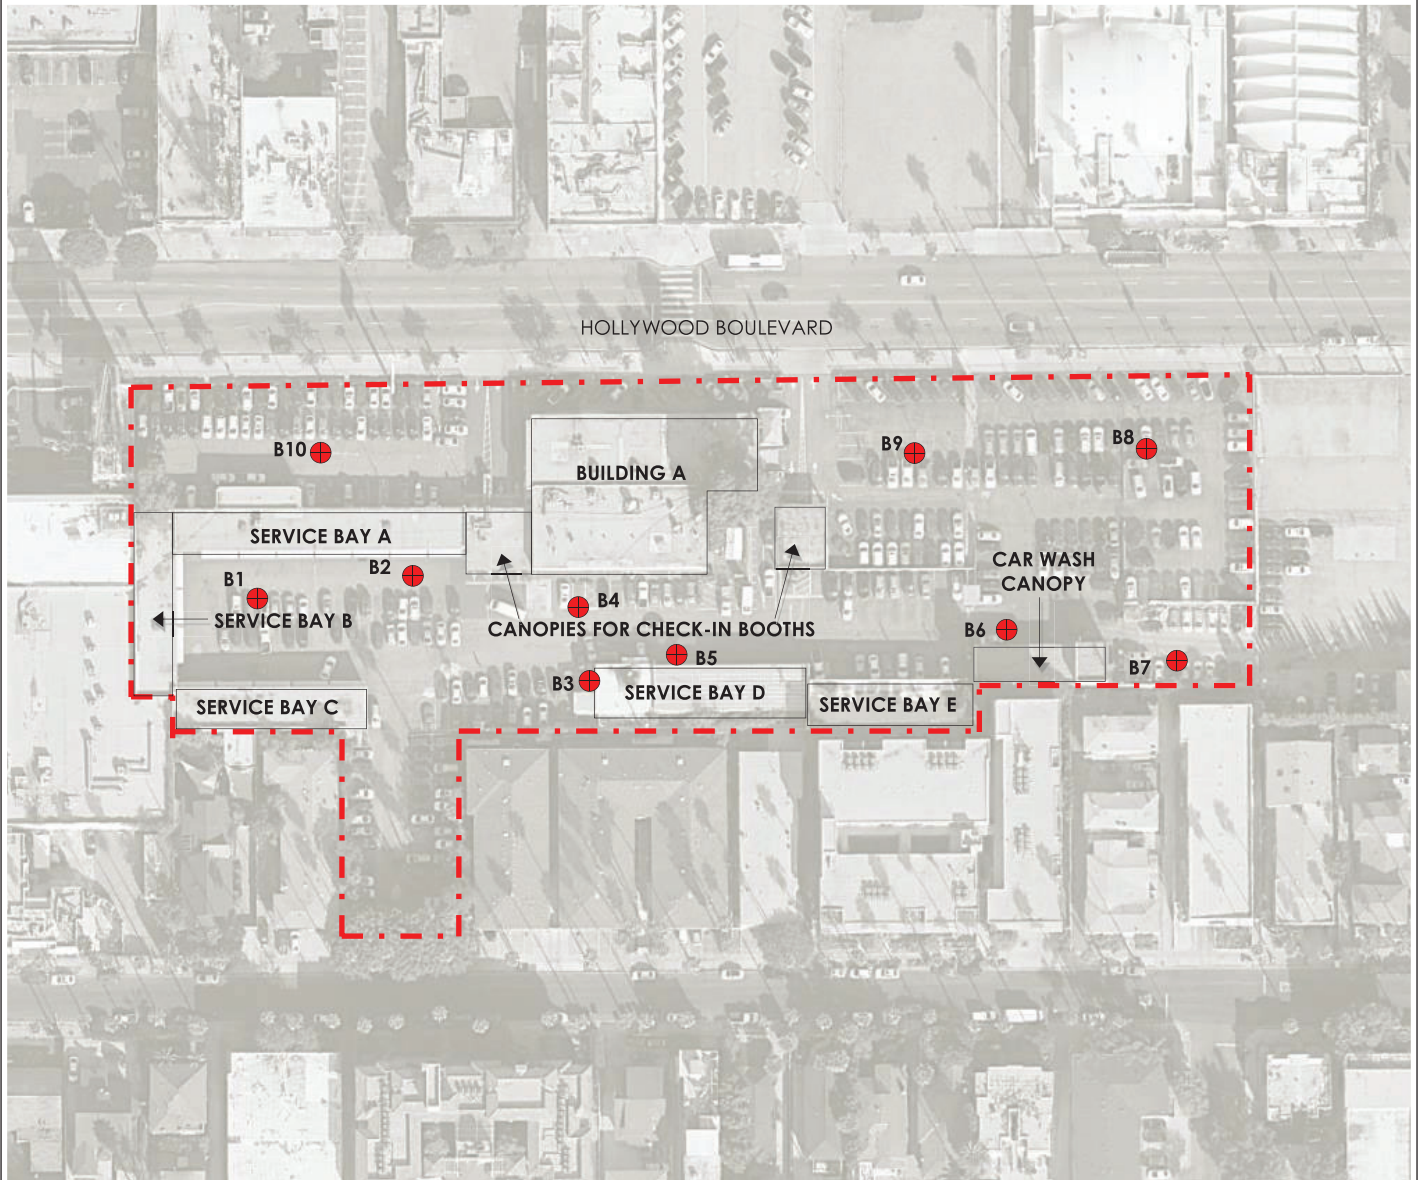 HOLLYWOOD BOULEVARD
B10
B9
B8
BUILDING A
SERVICE BAY A
B2
B1
CAR WASH
CANOPY
B4
SERVICE BAY B
CANOPIES FOR CHECK-IN BOOTHS
B6
B5
B7
B3
SERVICE BAY D
SERVICE BAY C
SERVICE BAY E